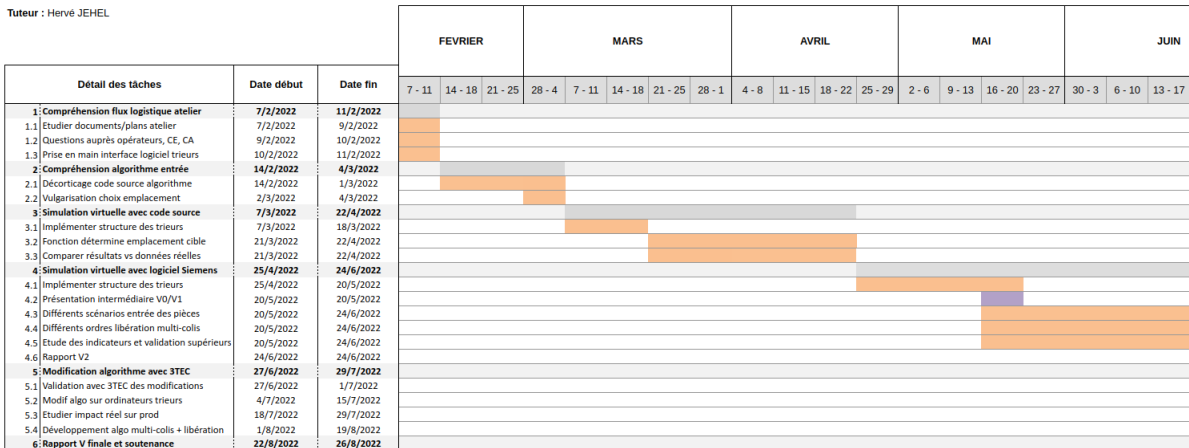 Tuteur : Hervé JEHEL
FEVRIER MARS AVRIL MAI JUIN
Détail des tâches Date début Date fin 7 - 11 14 - 18 21 - 25 28 - 4 7 - 11 14 - 18 21 - 25 28 - 1 4 - 8 11 - 15 18 - 22 25 - 29 2 - 6 9 - 13 16 - 20 23 - 27 30 - 3 6 - 10 13 - 17
1 Compréhension flux logistique atelier 7/2/2022 11/2/2022
1.1 Etudier documents/plans atelier 7/2/2022 9/2/2022
1.2 Questions auprès opérateurs, CE, CA 9/2/2022 10/2/2022
1.3 Prise en main interface logiciel trieurs 10/2/2022 11/2/2022
2 Compréhension algorithme entrée 14/2/2022 4/3/2022
2.1 Décorticage code source algorithme 14/2/2022 1/3/2022
2.2 Vulgarisation choix emplacement 2/3/2022 4/3/2022
3 Simulation virtuelle avec code source 7/3/2022 22/4/2022
3.1 Implémenter structure des trieurs 7/3/2022 18/3/2022
3.2 Fonction détermine emplacement cible 21/3/2022 22/4/2022
3.3 Comparer résultats vs données réelles 21/3/2022 22/4/2022
4 Simulation virtuelle avec logiciel Siemens 25/4/2022 24/6/2022
4.1 Implémenter structure des trieurs 25/4/2022 20/5/2022
4.2 Présentation intermédiaire V0/V1 20/5/2022 20/5/2022
4.3 Différents scénarios entrée des pièces 20/5/2022 24/6/2022
4.4 Différents ordres libération multi-colis 20/5/2022 24/6/2022
4.5 Etude des indicateurs et validation supérieurs 20/5/2022 24/6/2022
4.6 Rapport V2 24/6/2022 24/6/2022
5 Modification algorithme avec 3TEC 27/6/2022 29/7/2022
5.1 Validation avec 3TEC des modifications 27/6/2022 1/7/2022
5.2 Modif algo sur ordinateurs trieurs 4/7/2022 15/7/2022
5.3 Etudier impact réel sur prod 18/7/2022 29/7/2022
5.4 Développement algo multi-colis + libération 1/8/2022 19/8/2022
6 Rapport V finale et soutenance 22/8/2022 26/8/2022